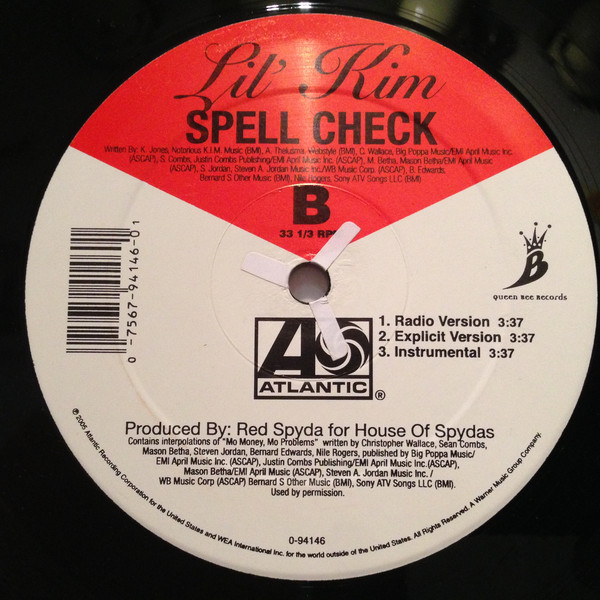 Lil' Kim
SPELL CHECK
Written By: K. Jones, Notorious K.I.M. Music (BMI), A. Thelusma, Webstyle (BMI), C. Wallace, Big Poppa Music/EMI April Music Inc.
(ASCAP), S. Combs, Justin Combs Publishing/EMI April Music Inc. (ASCAP), M. Betha, Mason Betha/EMI April Music
(ASCAP), S. Jordan, Steven A. Jordan Music Inc./WB Music Corp. (ASCAP), B. Edwards,
Bernard S Other Music (BMI), Nile Rogers, Sony ATV Songs LLC (BMI)
B
33 1/3 RP
0-7567-94146-01
B
QUEEN BEE RECORDS
1. Radio Version 3:37
2. Explicit Version 3:37
3. Instrumental 3:37
A
ATLANTIC®
Produced By: Red Spyda for House Of Spydas
Contains interpolations of "Mo Money, Mo Problems" written by Christopher Wallace, Sean Combs,
Mason Betha, Steven Jordan, Bernard Edwards, Nile Rogers, published by Big Poppa Music/
EMI April Music Inc. (ASCAP), Justin Combs Publishing/EMI April Music Inc.(ASCAP),
Mason Betha/EMI April Music (ASCAP), Steven A. Jordan Music Inc. /
WB Music Corp (ASCAP) Bernard S Other Music (BMI), Sony ATV Songs LLC (BMI).
Used by permission.
0-94146
℗ 2005 Atlantic Recording Corporation for the United States and WEA International Inc. for the world outside of the United States. All Rights Reserved. A Warner Music Group Company.